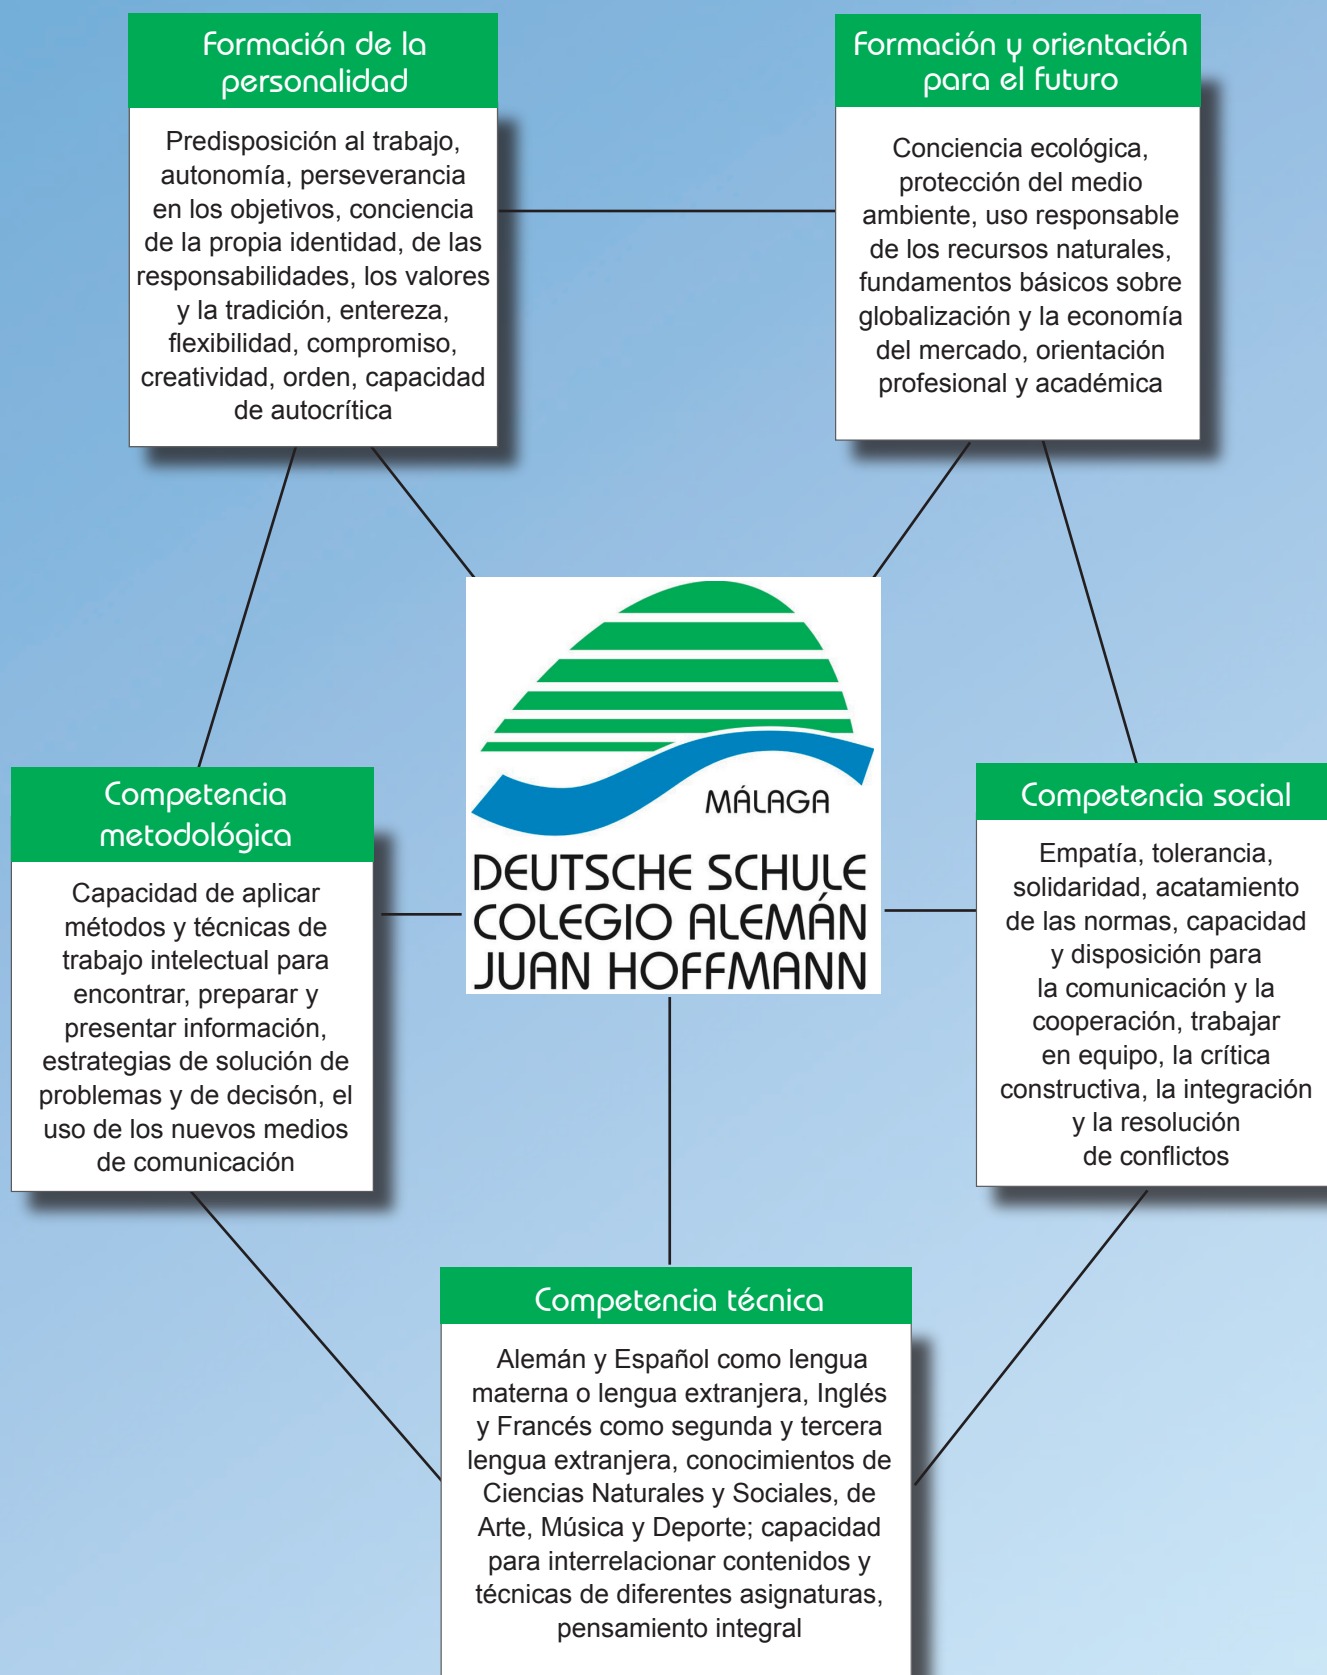 Formación de la
personalidad
Predisposición al trabajo,
autonomía, perseverancia
en los objetivos, conciencia
de la propia identidad, de las
responsabilidades, los valores
y la tradición, entereza,
flexibilidad, compromiso,
creatividad, orden, capacidad
de autocrítica
Formación y orientación
para el futuro
Conciencia ecológica,
protección del medio
ambiente, uso responsable
de los recursos naturales,
fundamentos básicos sobre
globalización y la economía
del mercado, orientación
profesional y académica
MÁLAGA
DEUTSCHE SCHULE
COLEGIO ALEMÁN
JUAN HOFFMANN
Competencia
metodológica
Capacidad de aplicar
métodos y técnicas de
trabajo intelectual para
encontrar, preparar y
presentar información,
estrategias de solución de
problemas y de decisón, el
uso de los nuevos medios
de comunicación
Competencia social
Empatía, tolerancia,
solidaridad, acatamiento
de las normas, capacidad
y disposición para
la comunicación y la
cooperación, trabajar
en equipo, la crítica
constructiva, la integración
y la resolución
de conflictos
Competencia técnica
Alemán y Español como lengua
materna o lengua extranjera, Inglés
y Francés como segunda y tercera
lengua extranjera, conocimientos de
Ciencias Naturales y Sociales, de
Arte, Música y Deporte; capacidad
para interrelacionar contenidos y
técnicas de diferentes asignaturas,
pensamiento integral